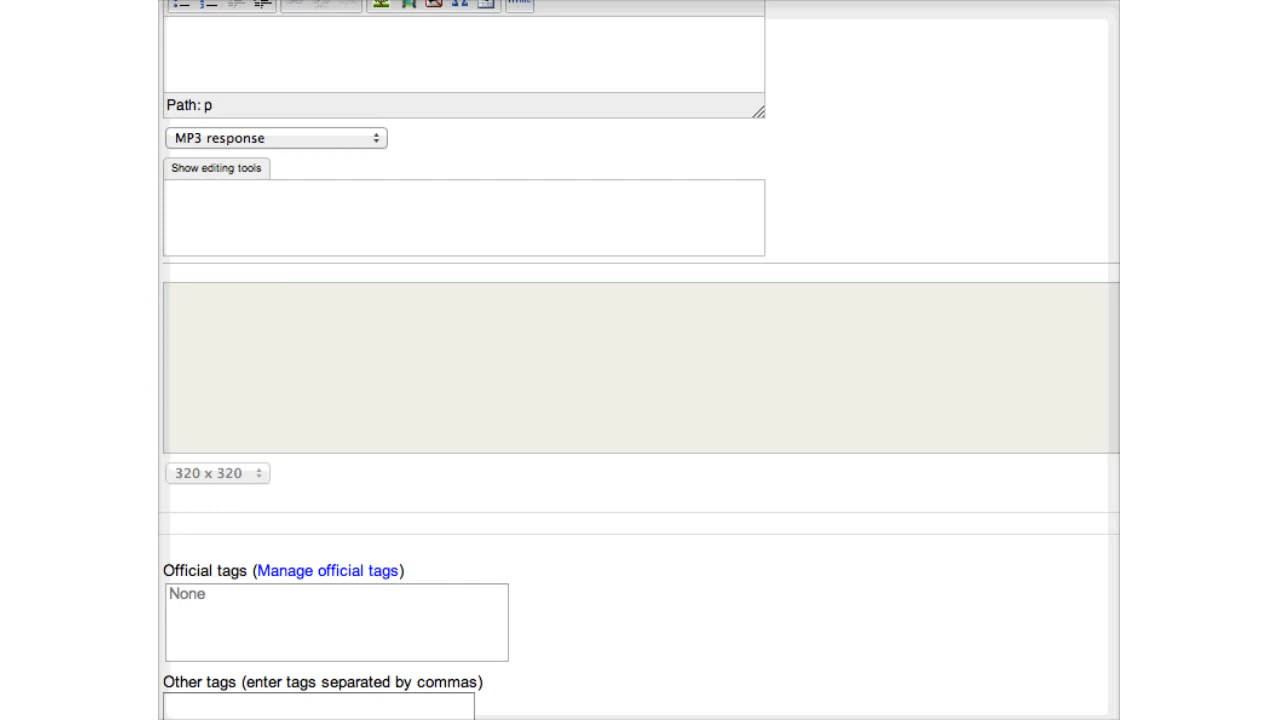 Path: p
MP3 response
Show editing tools
320 x 320
Official tags (Manage official tags)
None
Other tags (enter tags separated by commas)